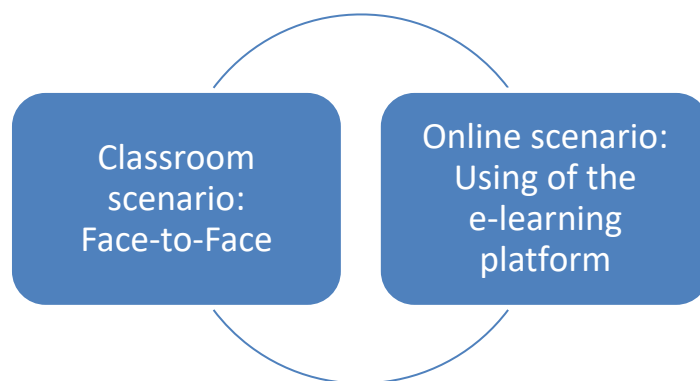 Classroom
scenario:
Face-to-Face
Online scenario:
Using of the
e-learning
platform